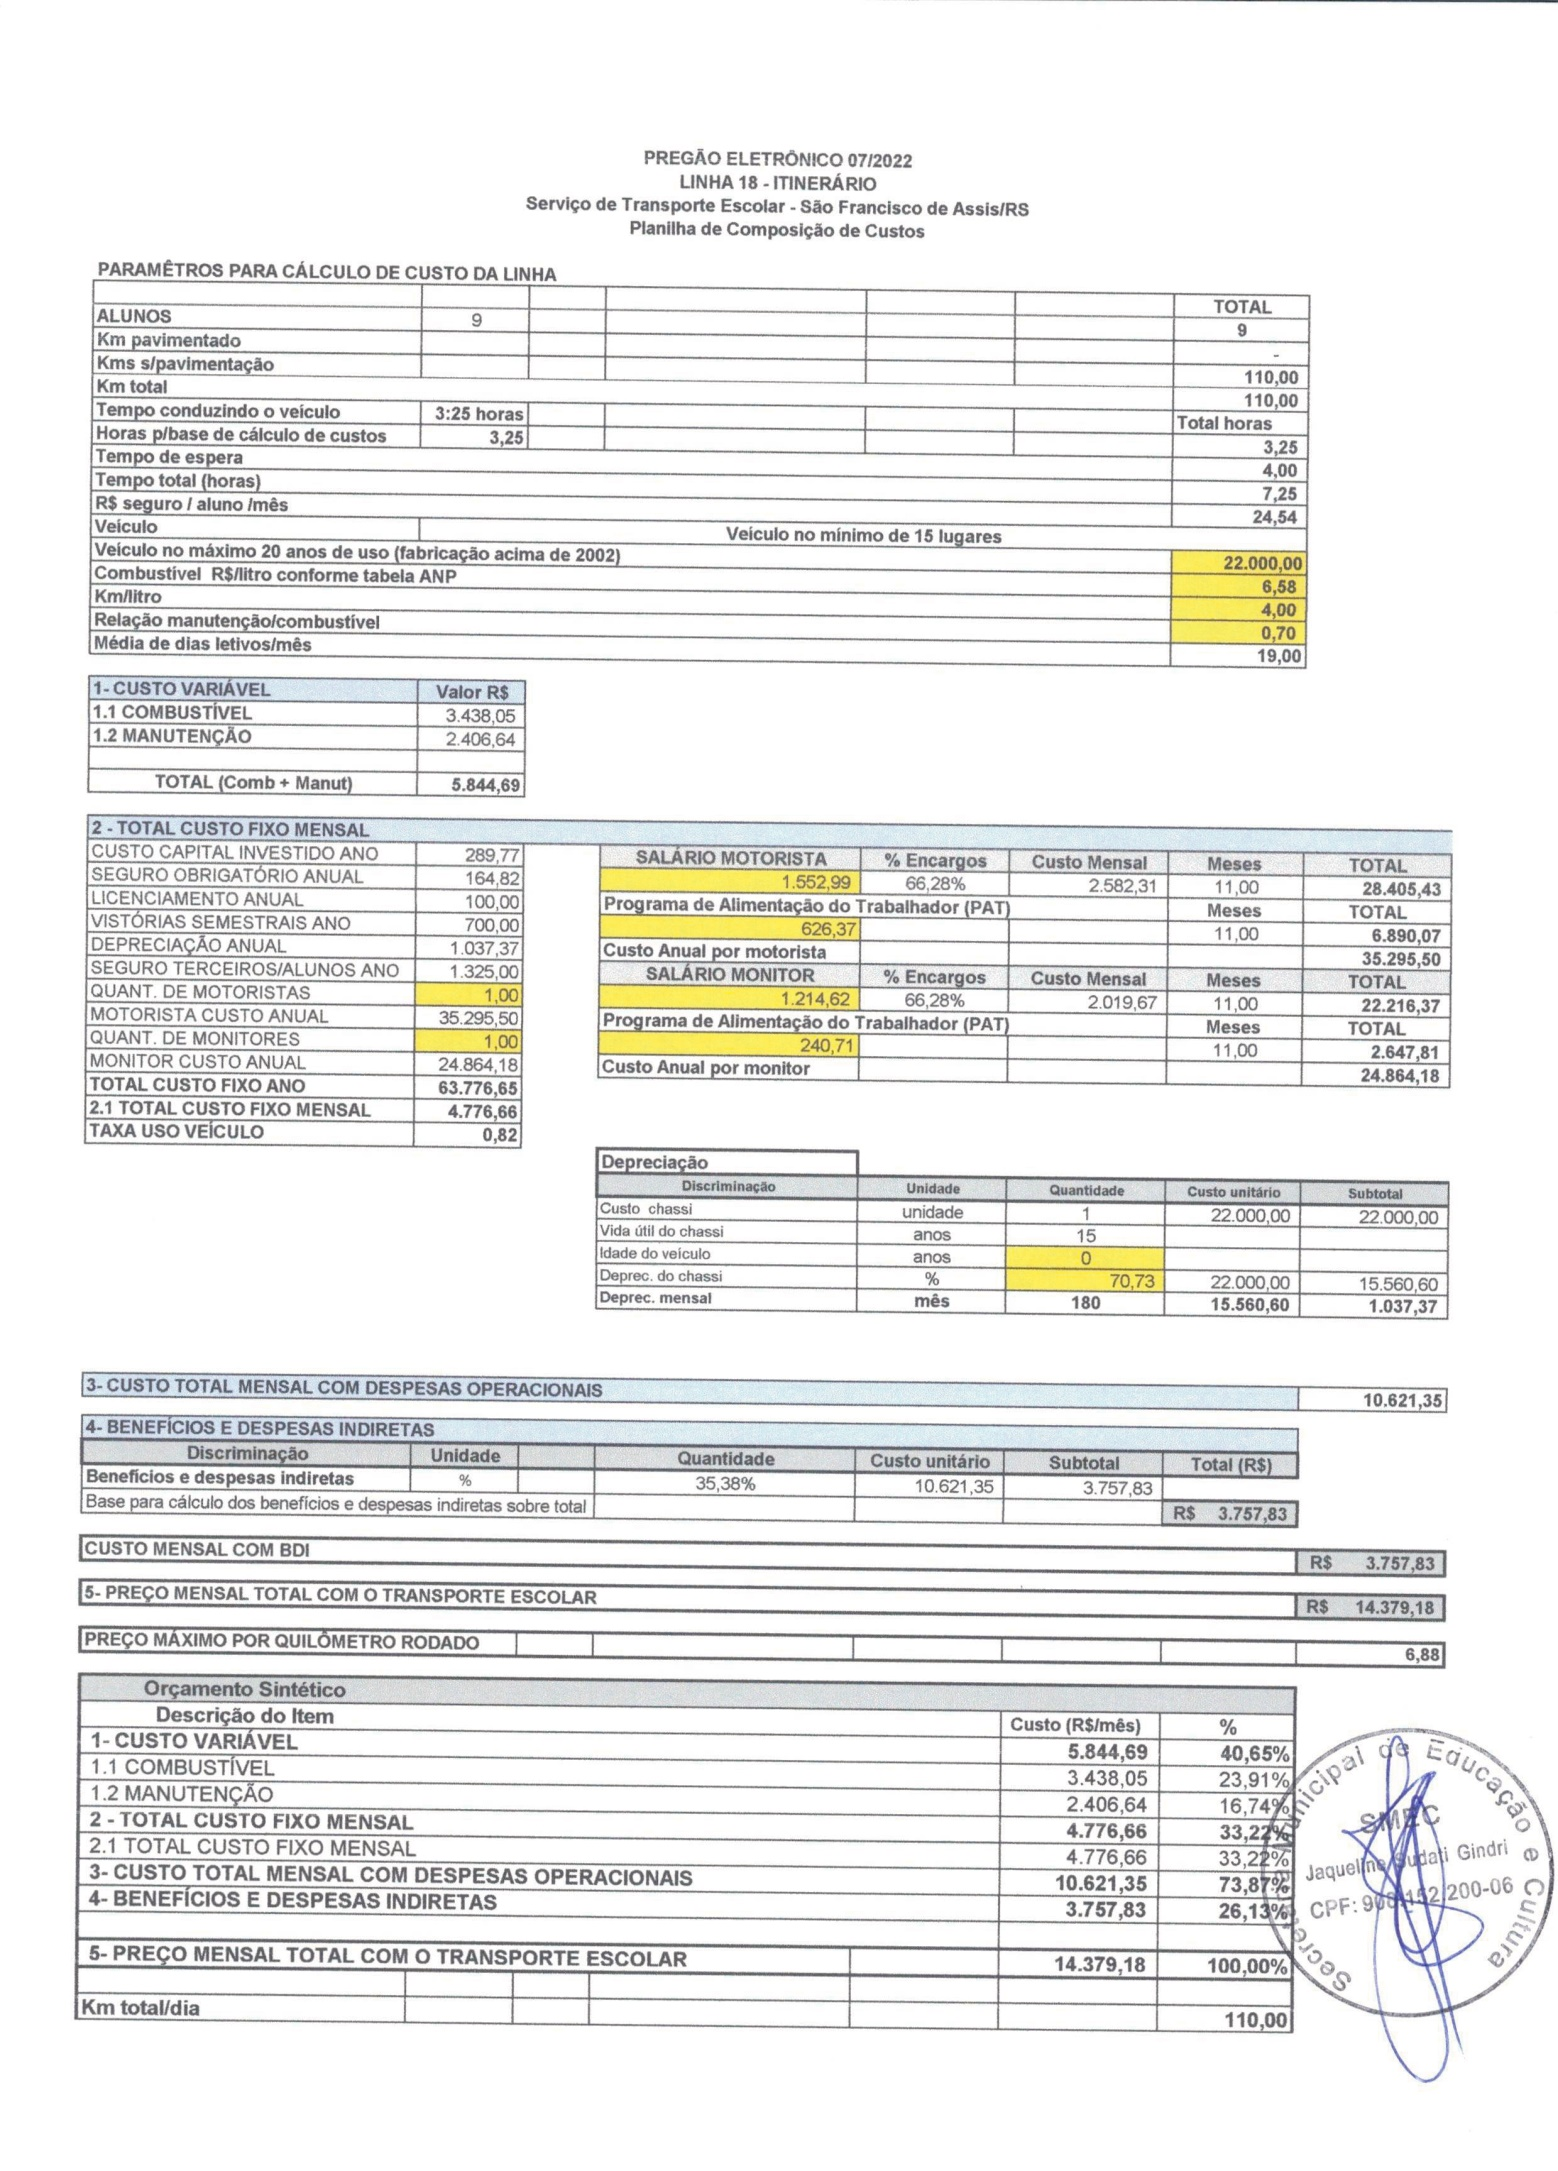 PREGÃO ELETRÔNICO 07/2022
LINHA 18 - ITINERÁRIO
Serviço de Transporte Escolar - São Francisco de Assis/RS
Planilha de Composição de Custos
PARAMÊTROS PARA CÁLCULO DE CUSTO DA LINHA
TOTAL
ALUNOS 9 9
Km pavimentado -
Kms s/pavimentação 110,00
Km total 110,00
Tempo conduzindo o veículo 3:25 horas Total horas
Horas p/base de cálculo de custos 3,25 3,25
Tempo de espera 4,00
Tempo total (horas) 7,25
R$ seguro / aluno /mês 24,54
Veículo Veículo no mínimo de 15 lugares
Veículo no máximo 20 anos de uso (fabricação acima de 2002) 22.000,00
Combustível R$/litro conforme tabela ANP 6,58
Km/litro 4,00
Relação manutenção/combustível 0,70
Média de dias letivos/mês 19,00
1- CUSTO VARIÁVEL Valor R$
1.1 COMBUSTÍVEL 3.438,05
1.2 MANUTENÇÃO 2.406,64
TOTAL (Comb + Manut) 5.844,69
2 - TOTAL CUSTO FIXO MENSAL
CUSTO CAPITAL INVESTIDO ANO 289,77
SEGURO OBRIGATÓRIO ANUAL 164,82
LICENCIAMENTO ANUAL 100,00
VISTÓRIAS SEMESTRAIS ANO 700,00
DEPRECIAÇÃO ANUAL 1.037,37
SEGURO TERCEIROS/ALUNOS ANO 1.325,00
QUANT. DE MOTORISTAS 1,00
MOTORISTA CUSTO ANUAL 35.295,50
QUANT. DE MONITORES 1,00
MONITOR CUSTO ANUAL 24.864,18
TOTAL CUSTO FIXO ANO 63.776,65
2.1 TOTAL CUSTO FIXO MENSAL 4.776,66
TAXA USO VEÍCULO 0,82
SALÁRIO MOTORISTA % Encargos Custo Mensal Meses TOTAL
1.552,99 66,28% 2.582,31 11,00 28.405,43
Programa de Alimentação do Trabalhador (PAT) Meses TOTAL
626,37 11,00 6.890,07
Custo Anual por motorista 35.295,50
SALÁRIO MONITOR % Encargos Custo Mensal Meses TOTAL
1.214,62 66,28% 2.019,67 11,00 22.216,37
Programa de Alimentação do Trabalhador (PAT) Meses TOTAL
240,71 11,00 2.647,81
Custo Anual por monitor 24.864,18
Depreciação
Discriminação Unidade Quantidade Custo unitário Subtotal
Custo chassi unidade 1 22.000,00 22.000,00
Vida útil do chassi anos 15
Idade do veículo anos 0
Deprec. do chassi % 70,73 22.000,00 15.560,60
Deprec. mensal mês 180 15.560,60 1.037,37
3- CUSTO TOTAL MENSAL COM DESPESAS OPERACIONAIS 10.621,35
4- BENEFÍCIOS E DESPESAS INDIRETAS
Discriminação Unidade Quantidade Custo unitário Subtotal Total (R$)
Benefícios e despesas indiretas % 35,38% 10.621,35 3.757,83
Base para cálculo dos benefícios e despesas indiretas sobre total R$ 3.757,83
CUSTO MENSAL COM BDI R$ 3.757,83
5- PREÇO MENSAL TOTAL COM O TRANSPORTE ESCOLAR R$ 14.379,18
PREÇO MÁXIMO POR QUILÔMETRO RODADO 6,88
Orçamento Sintético
Descrição do Item Custo (R$/mês) %
1- CUSTO VARIÁVEL 5.844,69 40,65%
1.1 COMBUSTÍVEL 3.438,05 23,91%
1.2 MANUTENÇÃO 2.406,64 16,74%
2 - TOTAL CUSTO FIXO MENSAL 4.776,66 33,22%
2.1 TOTAL CUSTO FIXO MENSAL 4.776,66 33,22%
3- CUSTO TOTAL MENSAL COM DESPESAS OPERACIONAIS 10.621,35 73,87%
4- BENEFÍCIOS E DESPESAS INDIRETAS 3.757,83 26,13%
5- PREÇO MENSAL TOTAL COM O TRANSPORTE ESCOLAR 14.379,18 100,00%
Km total/dia 110,00
Municipal de Educação e Cultura
SMEC
Jaqueline Sudati Gindri
CPF: